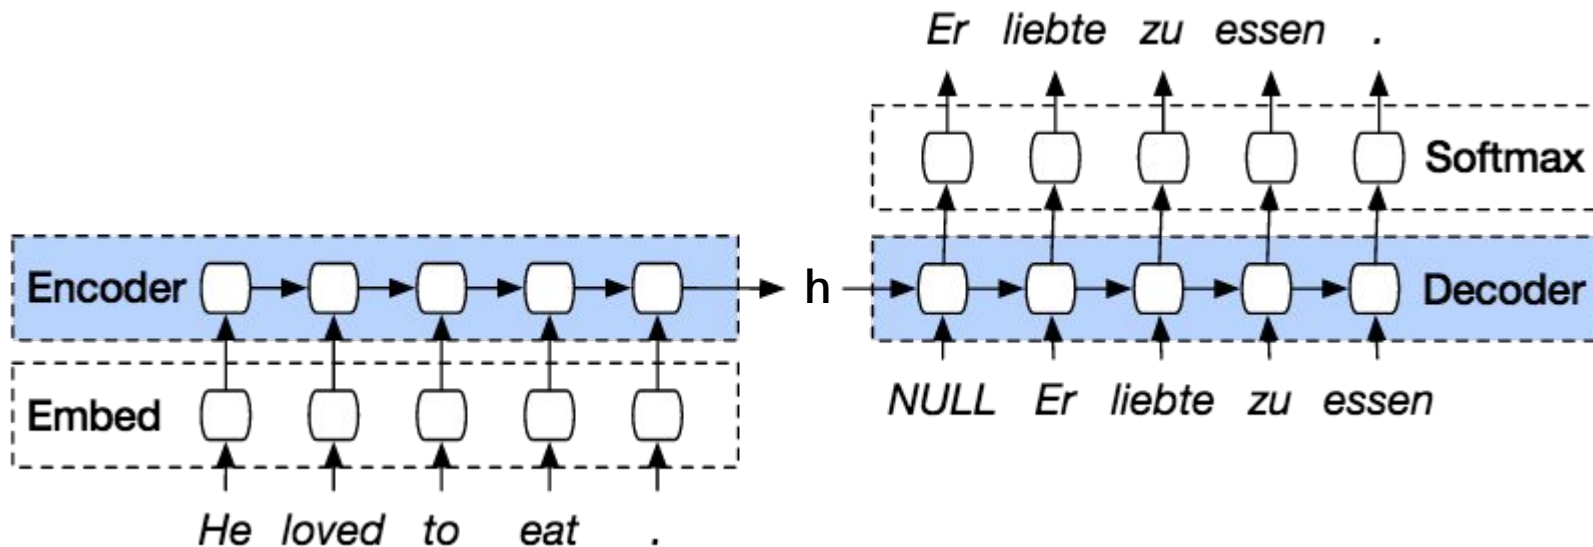 Er liebte zu essen .
Softmax
Encoder
h
Decoder
NULL Er liebte zu essen
Embed
He loved to eat .